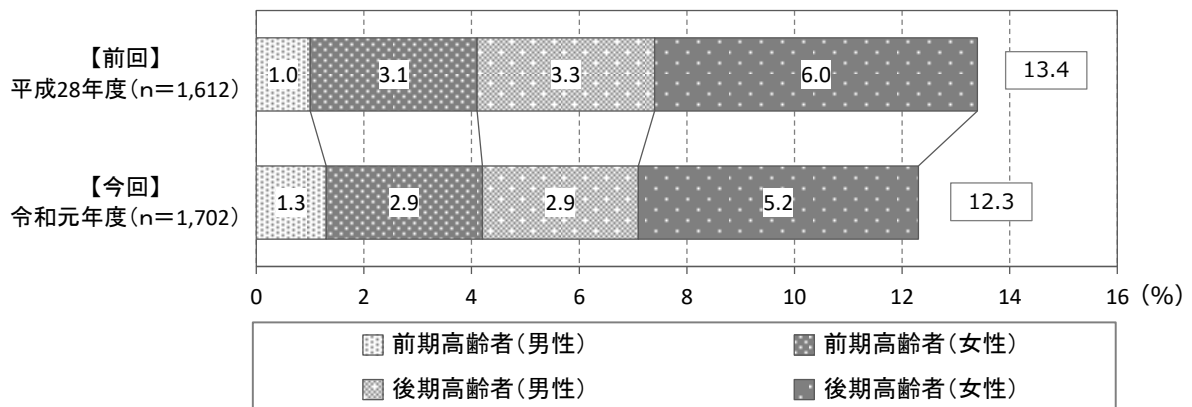 【前回】
平成28年度(n=1,612)
1.0
3.1
3.3
6.0
13.4
【今回】
令和元年度(n=1,702)
1.3
2.9
2.9
5.2
12.3
0 2 4 6 8 10 12 14 16 (%)
前期高齢者(男性) 前期高齢者(女性)
後期高齢者(男性) 後期高齢者(女性)